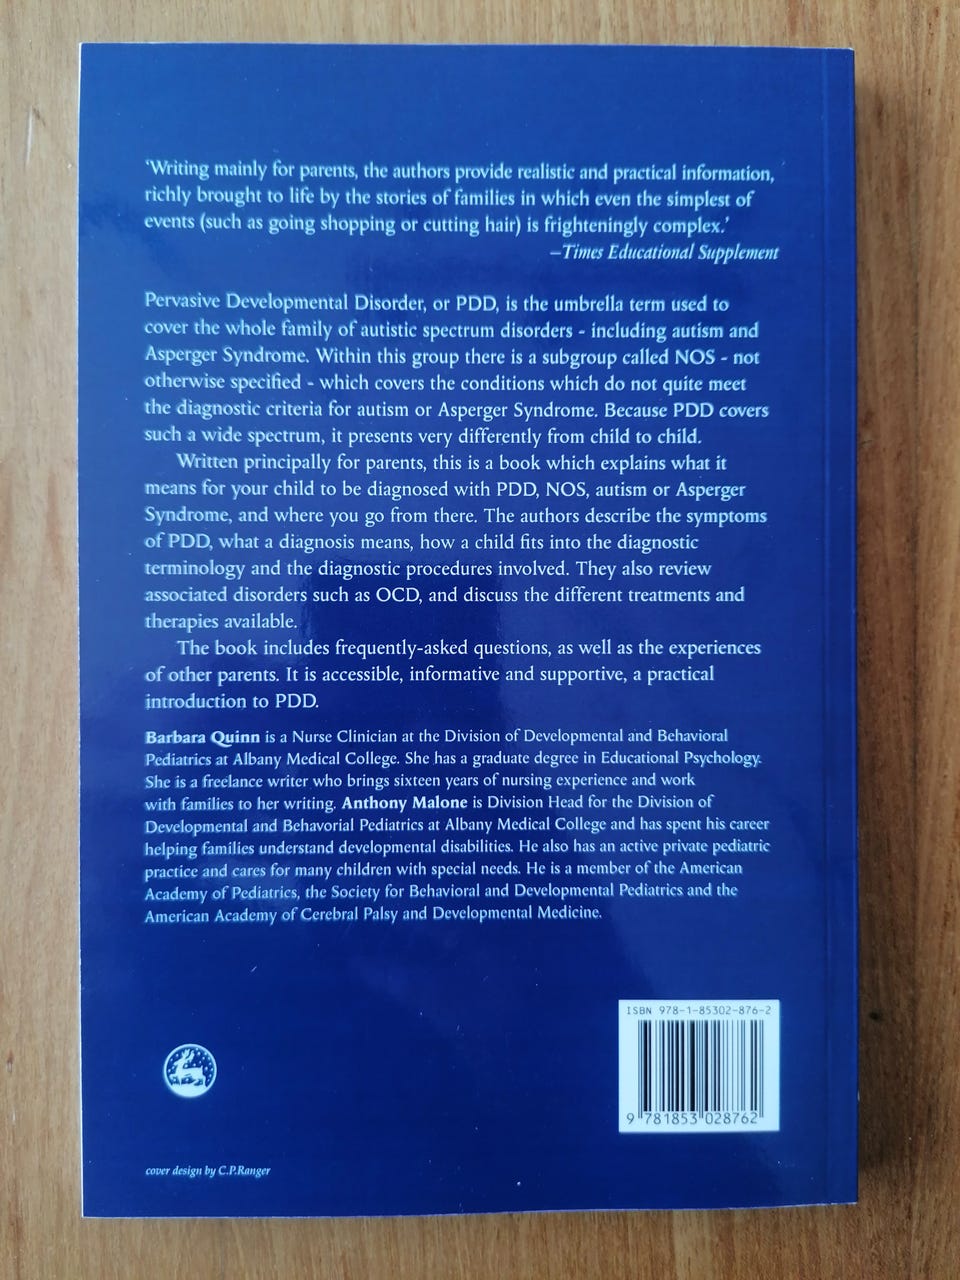 ‘Writing mainly for parents, the authors provide realistic and practical information,
richly brought to life by the stories of families in which even the simplest of
events (such as going shopping or cutting hair) is frighteningly complex.’
–Times Educational Supplement
Pervasive Developmental Disorder, or PDD, is the umbrella term used to
cover the whole family of autistic spectrum disorders - including autism and
Asperger Syndrome. Within this group there is a subgroup called NOS - not
otherwise specified - which covers the conditions which do not quite meet
the diagnostic criteria for autism or Asperger Syndrome. Because PDD covers
such a wide spectrum, it presents very differently from child to child.
Written principally for parents, this is a book which explains what it
means for your child to be diagnosed with PDD, NOS, autism or Asperger
Syndrome, and where you go from there. The authors describe the symptoms
of PDD, what a diagnosis means, how a child fits into the diagnostic
terminology and the diagnostic procedures involved. They also review
associated disorders such as OCD, and discuss the different treatments and
therapies available.
The book includes frequently-asked questions, as well as the experiences
of other parents. It is accessible, informative and supportive, a practical
introduction to PDD.
Barbara Quinn is a Nurse Clinician at the Division of Developmental and Behavioral
Pediatrics at Albany Medical College. She has a graduate degree in Educational Psychology.
She is a freelance writer who brings sixteen years of nursing experience and work
with families to her writing. Anthony Malone is Division Head for the Division of
Developmental and Behavorial Pediatrics at Albany Medical College and has spent his career
helping families understand developmental disabilities. He also has an active private pediatric
practice and cares for many children with special needs. He is a member of the American
Academy of Pediatrics, the Society for Behavioral and Developmental Pediatrics and the
American Academy of Cerebral Palsy and Developmental Medicine.
ISBN 978-1-85302-876-2
9 781853 028762
cover design by C.P.Ranger